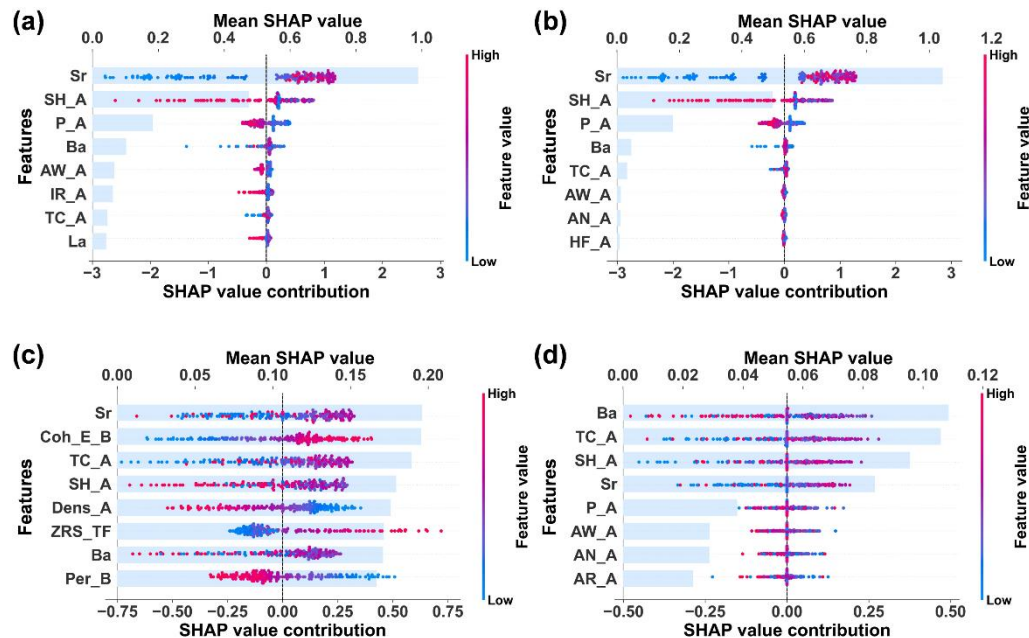 (a)
Mean SHAP value
0.0 0.2 0.4 0.6 0.8 1.0
Features
Sr
SH_A
P_A
Ba
AW_A
IR_A
TC_A
La
−3 −2 −1 0 1 2 3
SHAP value contribution
High
Feature value
Low
(b)
Mean SHAP value
0.0 0.2 0.4 0.6 0.8 1.0 1.2
Features
Sr
SH_A
P_A
Ba
TC_A
AW_A
AN_A
HF_A
−3 −2 −1 0 1 2 3
SHAP value contribution
High
Feature value
Low
(c)
Mean SHAP value
0.00 0.05 0.10 0.15 0.20
Features
Sr
Coh_E_B
TC_A
SH_A
Dens_A
ZRS_TF
Ba
Per_B
−0.75 −0.50 −0.25 0.00 0.25 0.50 0.75
SHAP value contribution
High
Feature value
Low
(d)
Mean SHAP value
0.00 0.02 0.04 0.06 0.08 0.10 0.12
Features
Ba
TC_A
SH_A
Sr
P_A
AW_A
AN_A
AR_A
−0.50 −0.25 0.00 0.25 0.50
SHAP value contribution
High
Feature value
Low